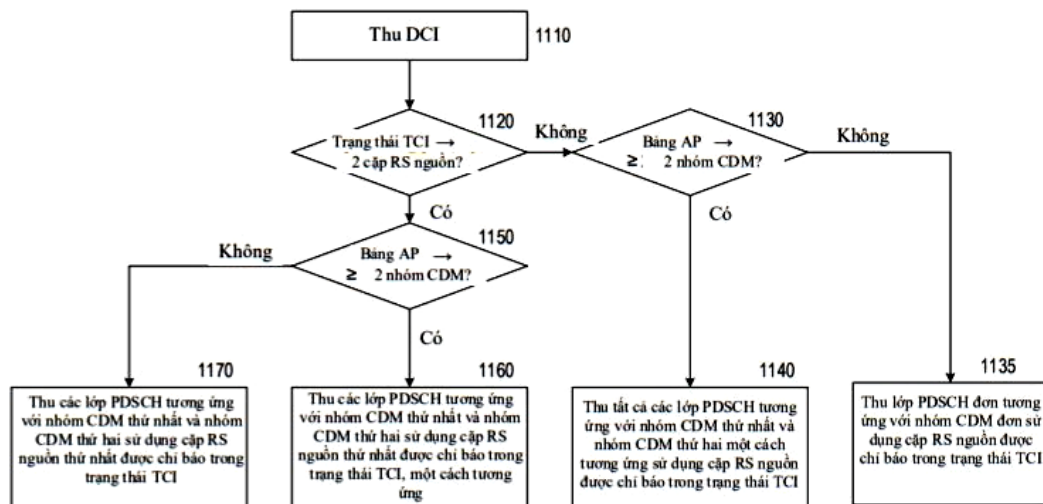 Thu DCI
1110
1120
Trạng thái TCI →
2 cặp RS nguồn?
Không
1130
Bảng AP →
≥ 2 nhóm CDM?
Không
Có
Có
1150
Bảng AP →
≥ 2 nhóm CDM?
Không
Có
1170
Thu các lớp PDSCH tương ứng
với nhóm CDM thứ nhất và nhóm
CDM thứ hai sử dụng cặp RS
nguồn thứ nhất được chỉ báo trong
trạng thái TCI
1160
Thu các lớp PDSCH tương ứng
với nhóm CDM thứ nhất và
nhóm CDM thứ hai sử dụng cặp RS
nguồn thứ nhất được chỉ báo trong
trạng thái TCI, một cách tương
ứng
1140
Thu tất cả các lớp PDSCH tương
ứng với nhóm CDM thứ nhất và
nhóm CDM thứ hai một cách
tương ứng sử dụng cặp RS nguồn
được chỉ báo trong trạng thái TCI
1135
Thu lớp PDSCH đơn tương
ứng với nhóm CDM đơn sử
dụng cặp RS nguồn được
chỉ báo trong trạng thái TCI